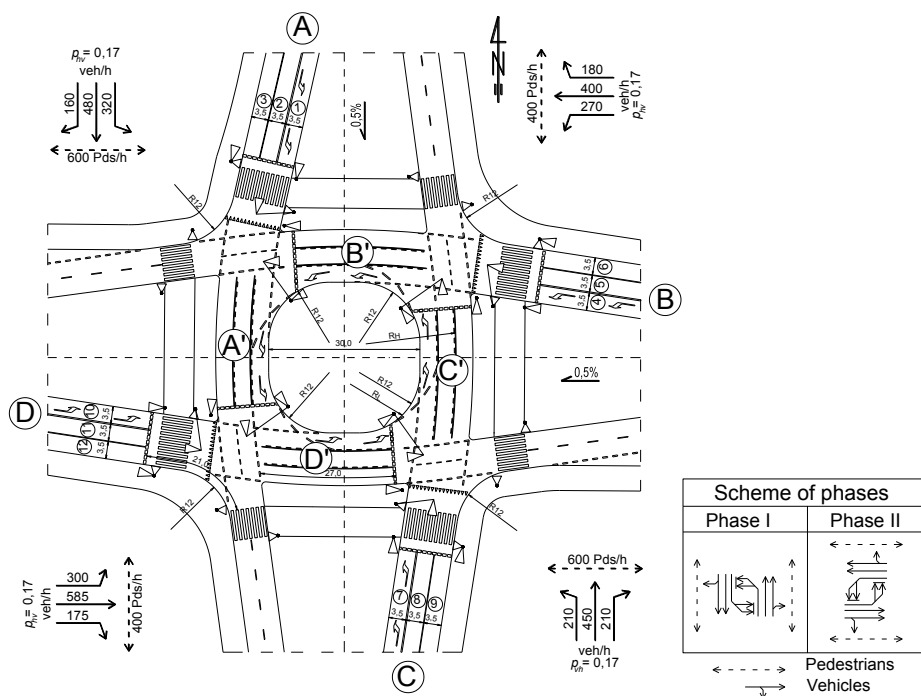 A
p_hv = 0,17
veh/h
160
480
320
600 Pds/h
3
2
1
3,5
3,5
3,5
0,5%
N
400 Pds/h
180
400
270
veh/h
p_hv = 0,17
R12
R12
B'
6
5
4
3,5
3,5
3,5
B
R12
R12
RH
30,0
A'
C'
R12
R12
RL
0,5%
D
10
11
12
3,5
3,5
3,5
D'
27,0
21,0
R12
R12
p_hv = 0,17
veh/h
300
585
175
400 Pds/h
7
8
9
3,5
3,5
3,5
C
600 Pds/h
210
450
210
veh/h
p_vh = 0,17
Scheme of phases
Phase I
Phase II
Pedestrians
Vehicles